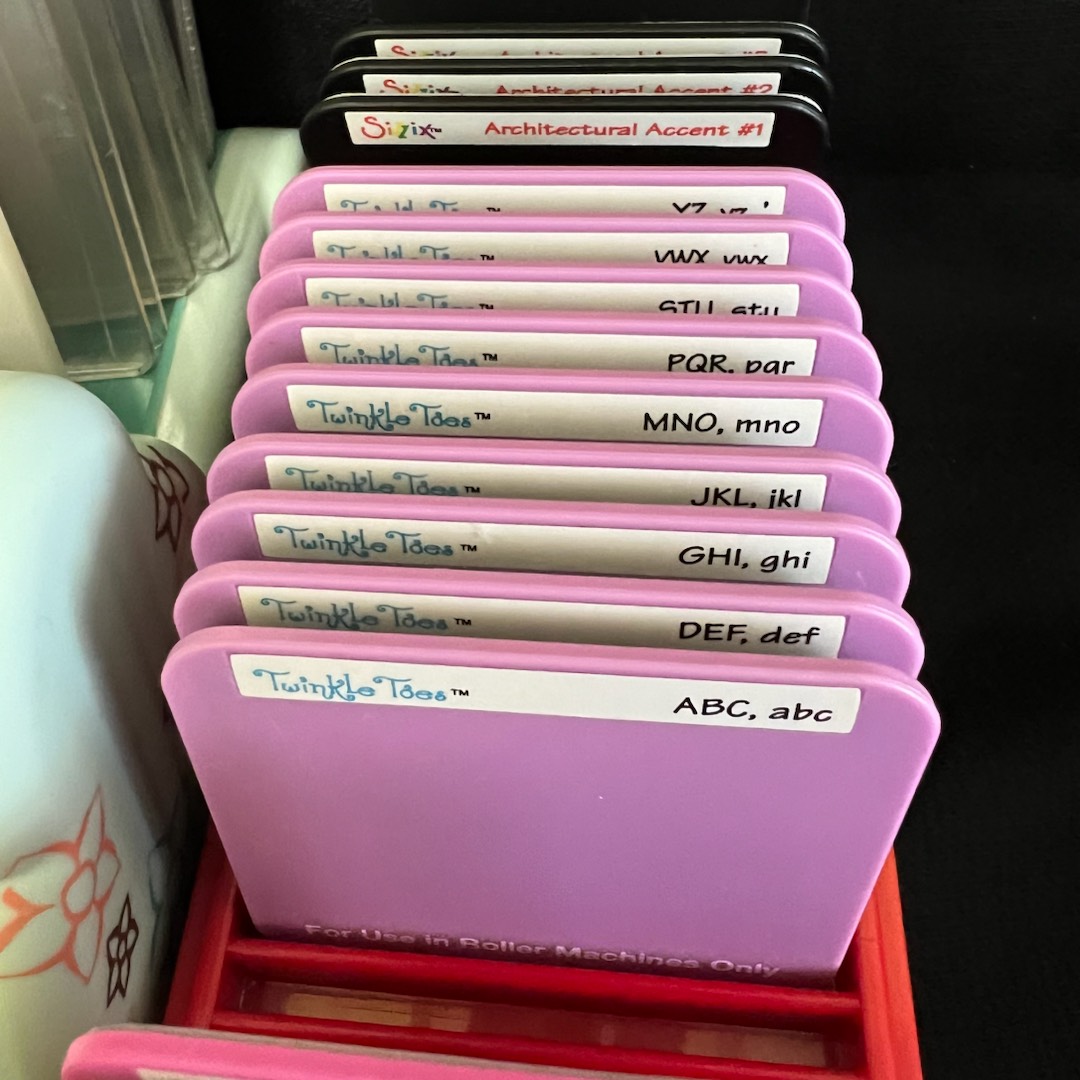 Sizix™ Architectural Accent #2
Sizix™ Architectural Accent #1
YZ, yz, '
VWX, vwx
STU, stu
Twinkle Toes™ PQR, pqr
Twinkle Toes™ MNO, mno
Twinkle Toes™ JKL, jkl
Twinkle Toes™ GHI, ghi
Twinkle Toes™ DEF, def
Twinkle Toes™ ABC, abc
For Use in Roller Machines Only